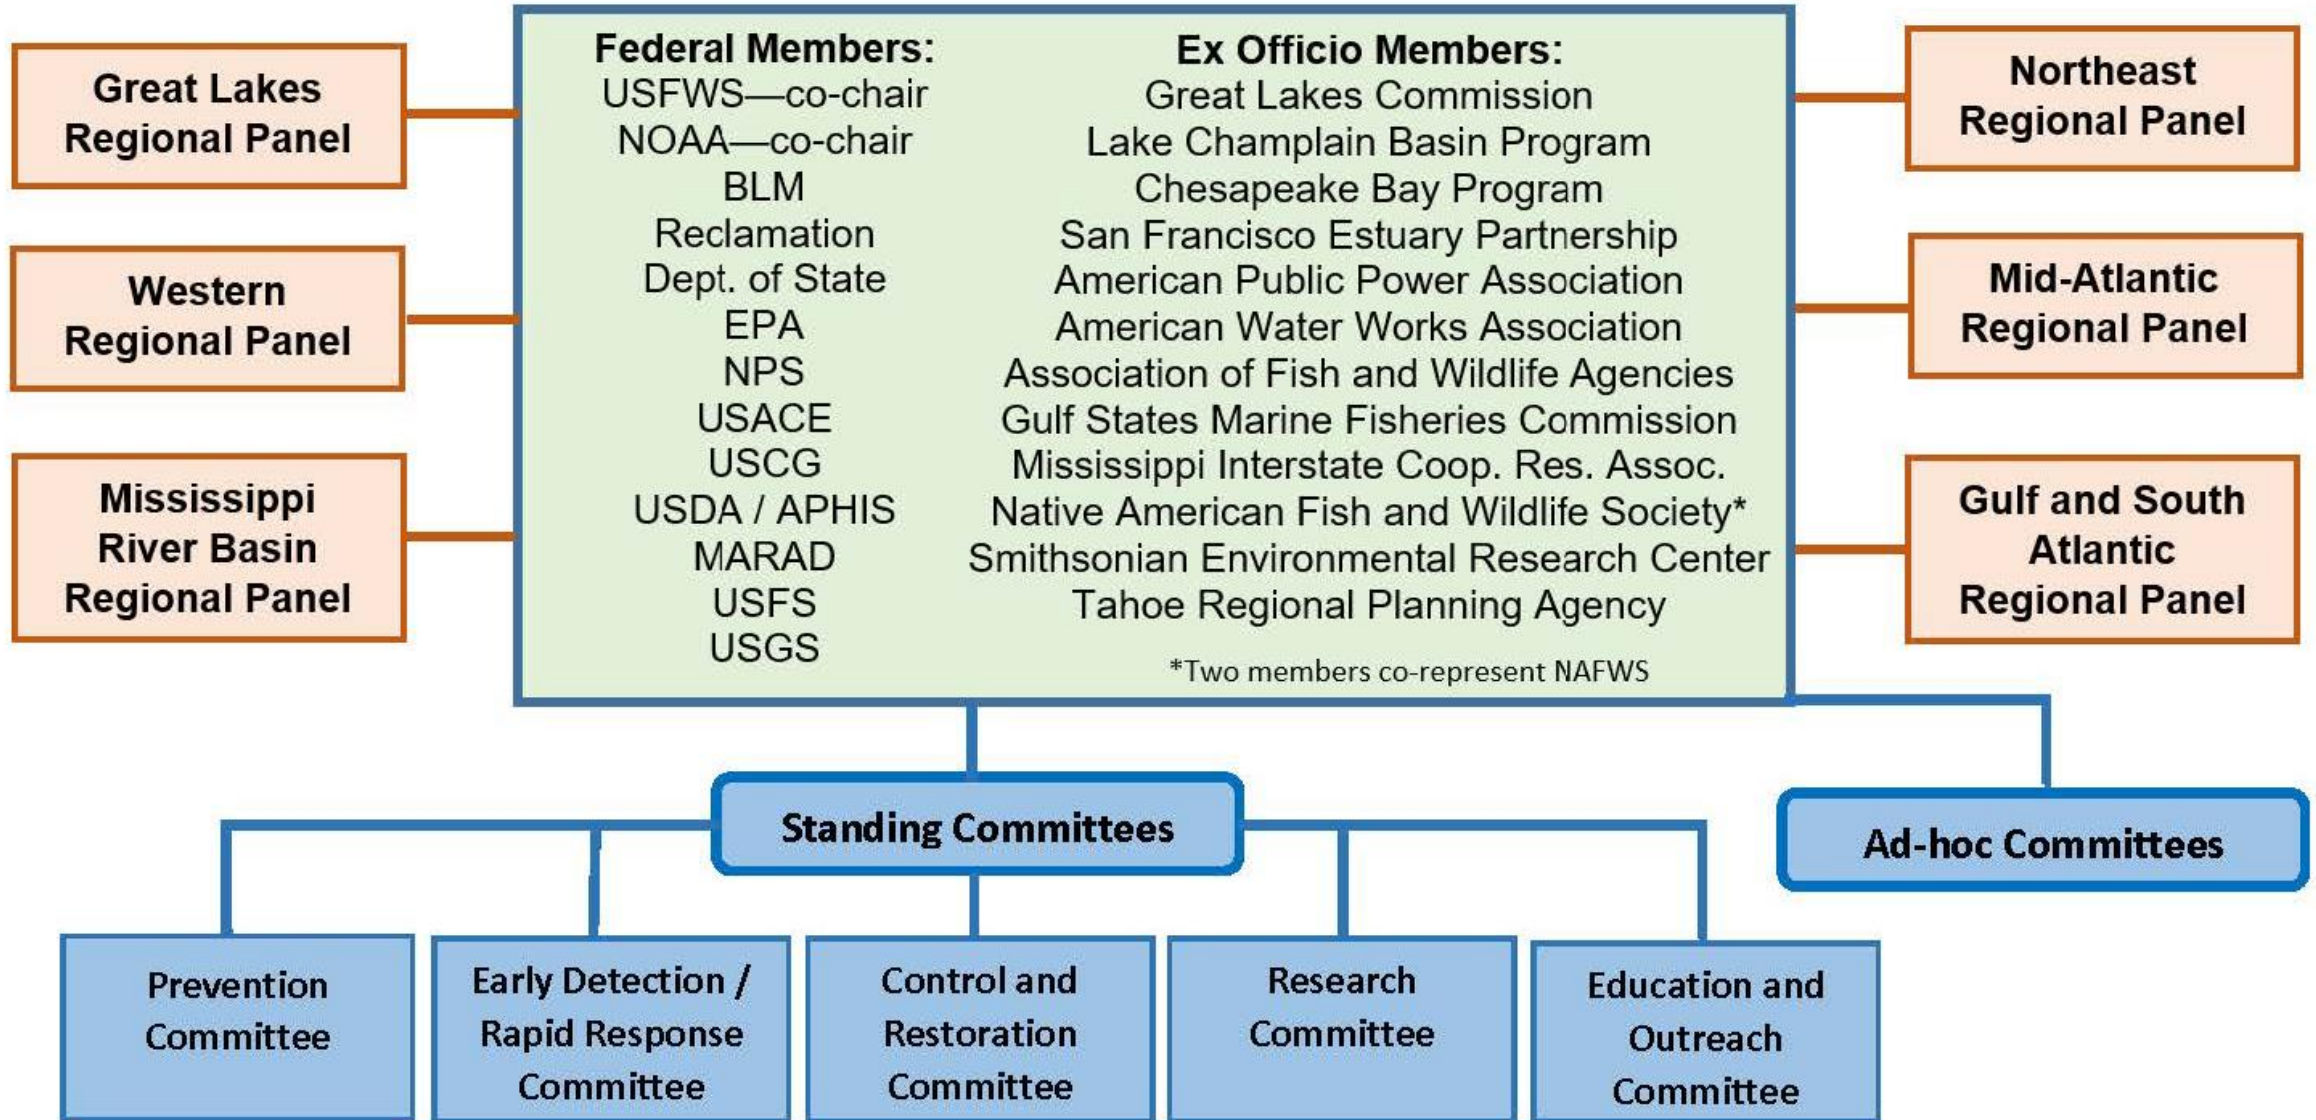 Great Lakes
Regional Panel
Western
Regional Panel
Mississippi
River Basin
Regional Panel
Federal Members:
USFWS—co-chair
NOAA—co-chair
BLM
Reclamation
Dept. of State
EPA
NPS
USACE
USCG
USDA / APHIS
MARAD
USFS
USGS
Ex Officio Members:
Great Lakes Commission
Lake Champlain Basin Program
Chesapeake Bay Program
San Francisco Estuary Partnership
American Public Power Association
American Water Works Association
Association of Fish and Wildlife Agencies
Gulf States Marine Fisheries Commission
Mississippi Interstate Coop. Res. Assoc.
Native American Fish and Wildlife Society*
Smithsonian Environmental Research Center
Tahoe Regional Planning Agency
*Two members co-represent NAFWS
Northeast
Regional Panel
Mid-Atlantic
Regional Panel
Gulf and South
Atlantic
Regional Panel
Standing Committees
Ad-hoc Committees
Prevention
Committee
Early Detection /
Rapid Response
Committee
Control and
Restoration
Committee
Research
Committee
Education and
Outreach
Committee